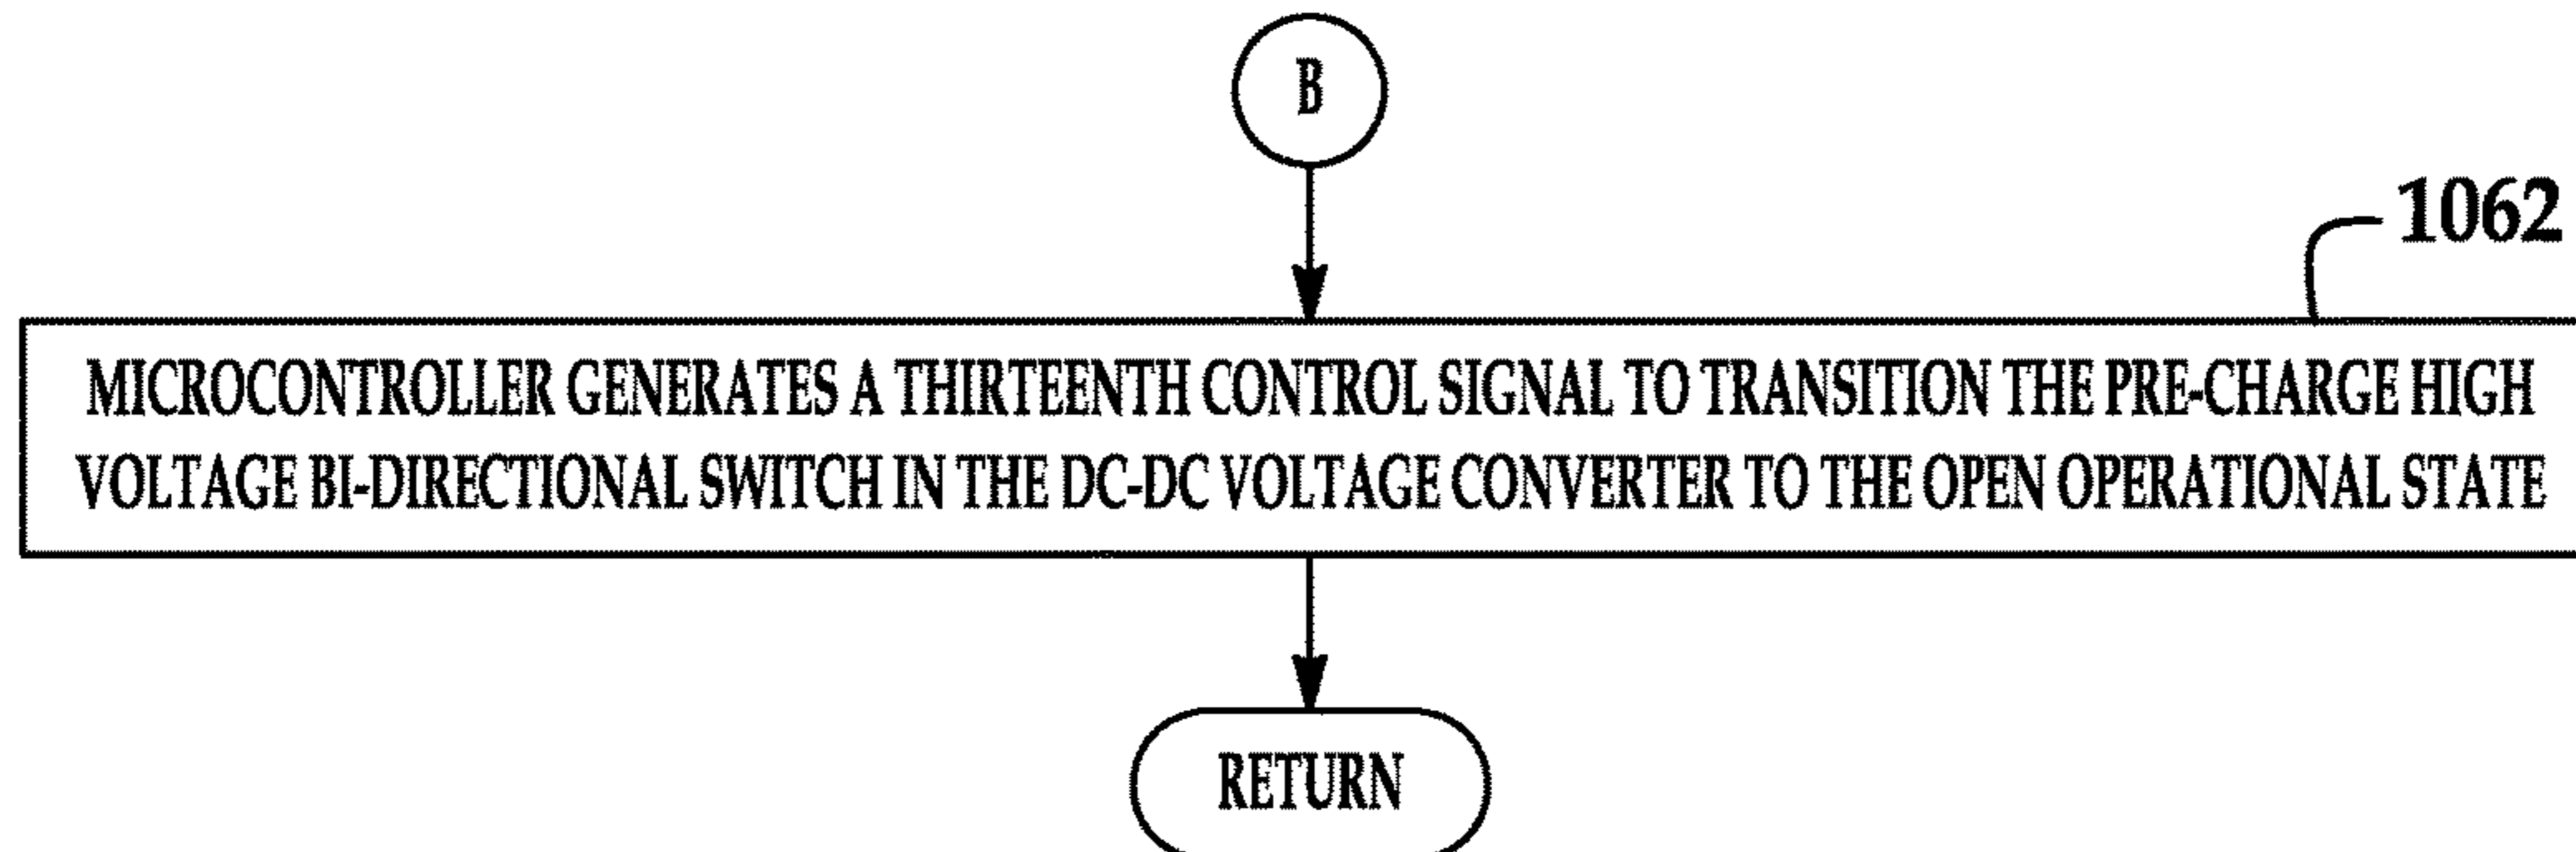 B
1062
MICROCONTROLLER GENERATES A THIRTEENTH CONTROL SIGNAL TO TRANSITION THE PRE-CHARGE HIGH
VOLTAGE BI-DIRECTIONAL SWITCH IN THE DC-DC VOLTAGE CONVERTER TO THE OPEN OPERATIONAL STATE
RETURN